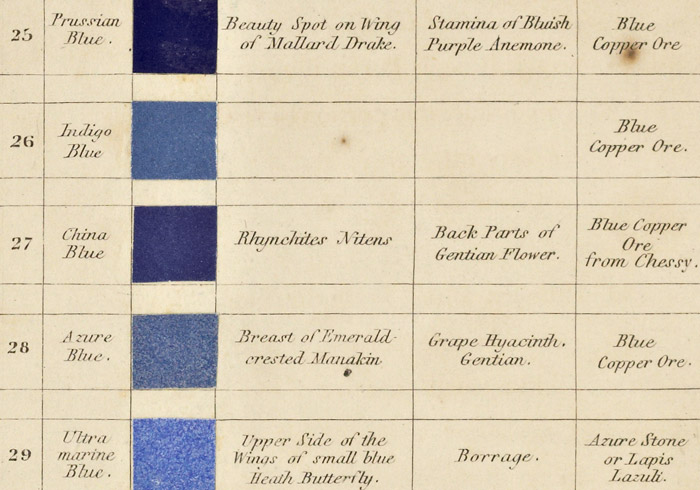 25
Prussian
Blue.
Beauty Spot on Wing
of Mallard Drake.
Stamina of Bluish
Purple Anemone.
Blue
Copper Ore
26
Indigo
Blue
Blue
Copper Ore.
27
China
Blue
Rhynchites Nitens
Back Parts of
Gentian Flower.
Blue Copper
Ore
from Chessy.
28
Azure
Blue.
Breast of Emerald-
crested Manakin
Grape Hyacinth.
Gentian.
Blue
Copper Ore.
29
Ultra
marine
Blue.
Upper Side of the
Wings of small blue
Heath Butterfly.
Borrage.
Azure Stone
or Lapis
Lazuli.